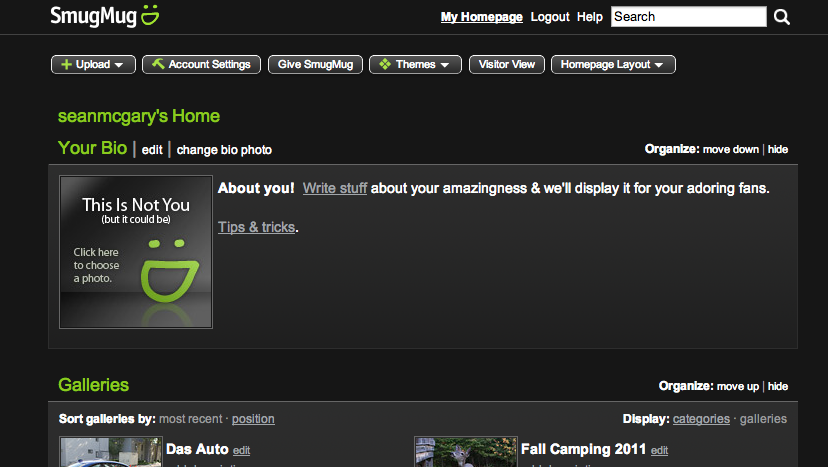 SmugMug
My Homepage Logout Help Search
Upload Account Settings Give SmugMug Themes Visitor View Homepage Layout
seanmcgary's Home
Your Bio | edit | change bio photo
Organize: move down | hide
This Is Not You
(but it could be)
Click here
to choose
a photo.
About you! Write stuff about your amazingness & we'll display it for your adoring fans.
Tips & tricks.
Galleries
Organize: move up | hide
Sort galleries by: most recent · position
Display: categories · galleries
Das Auto edit
Fall Camping 2011 edit